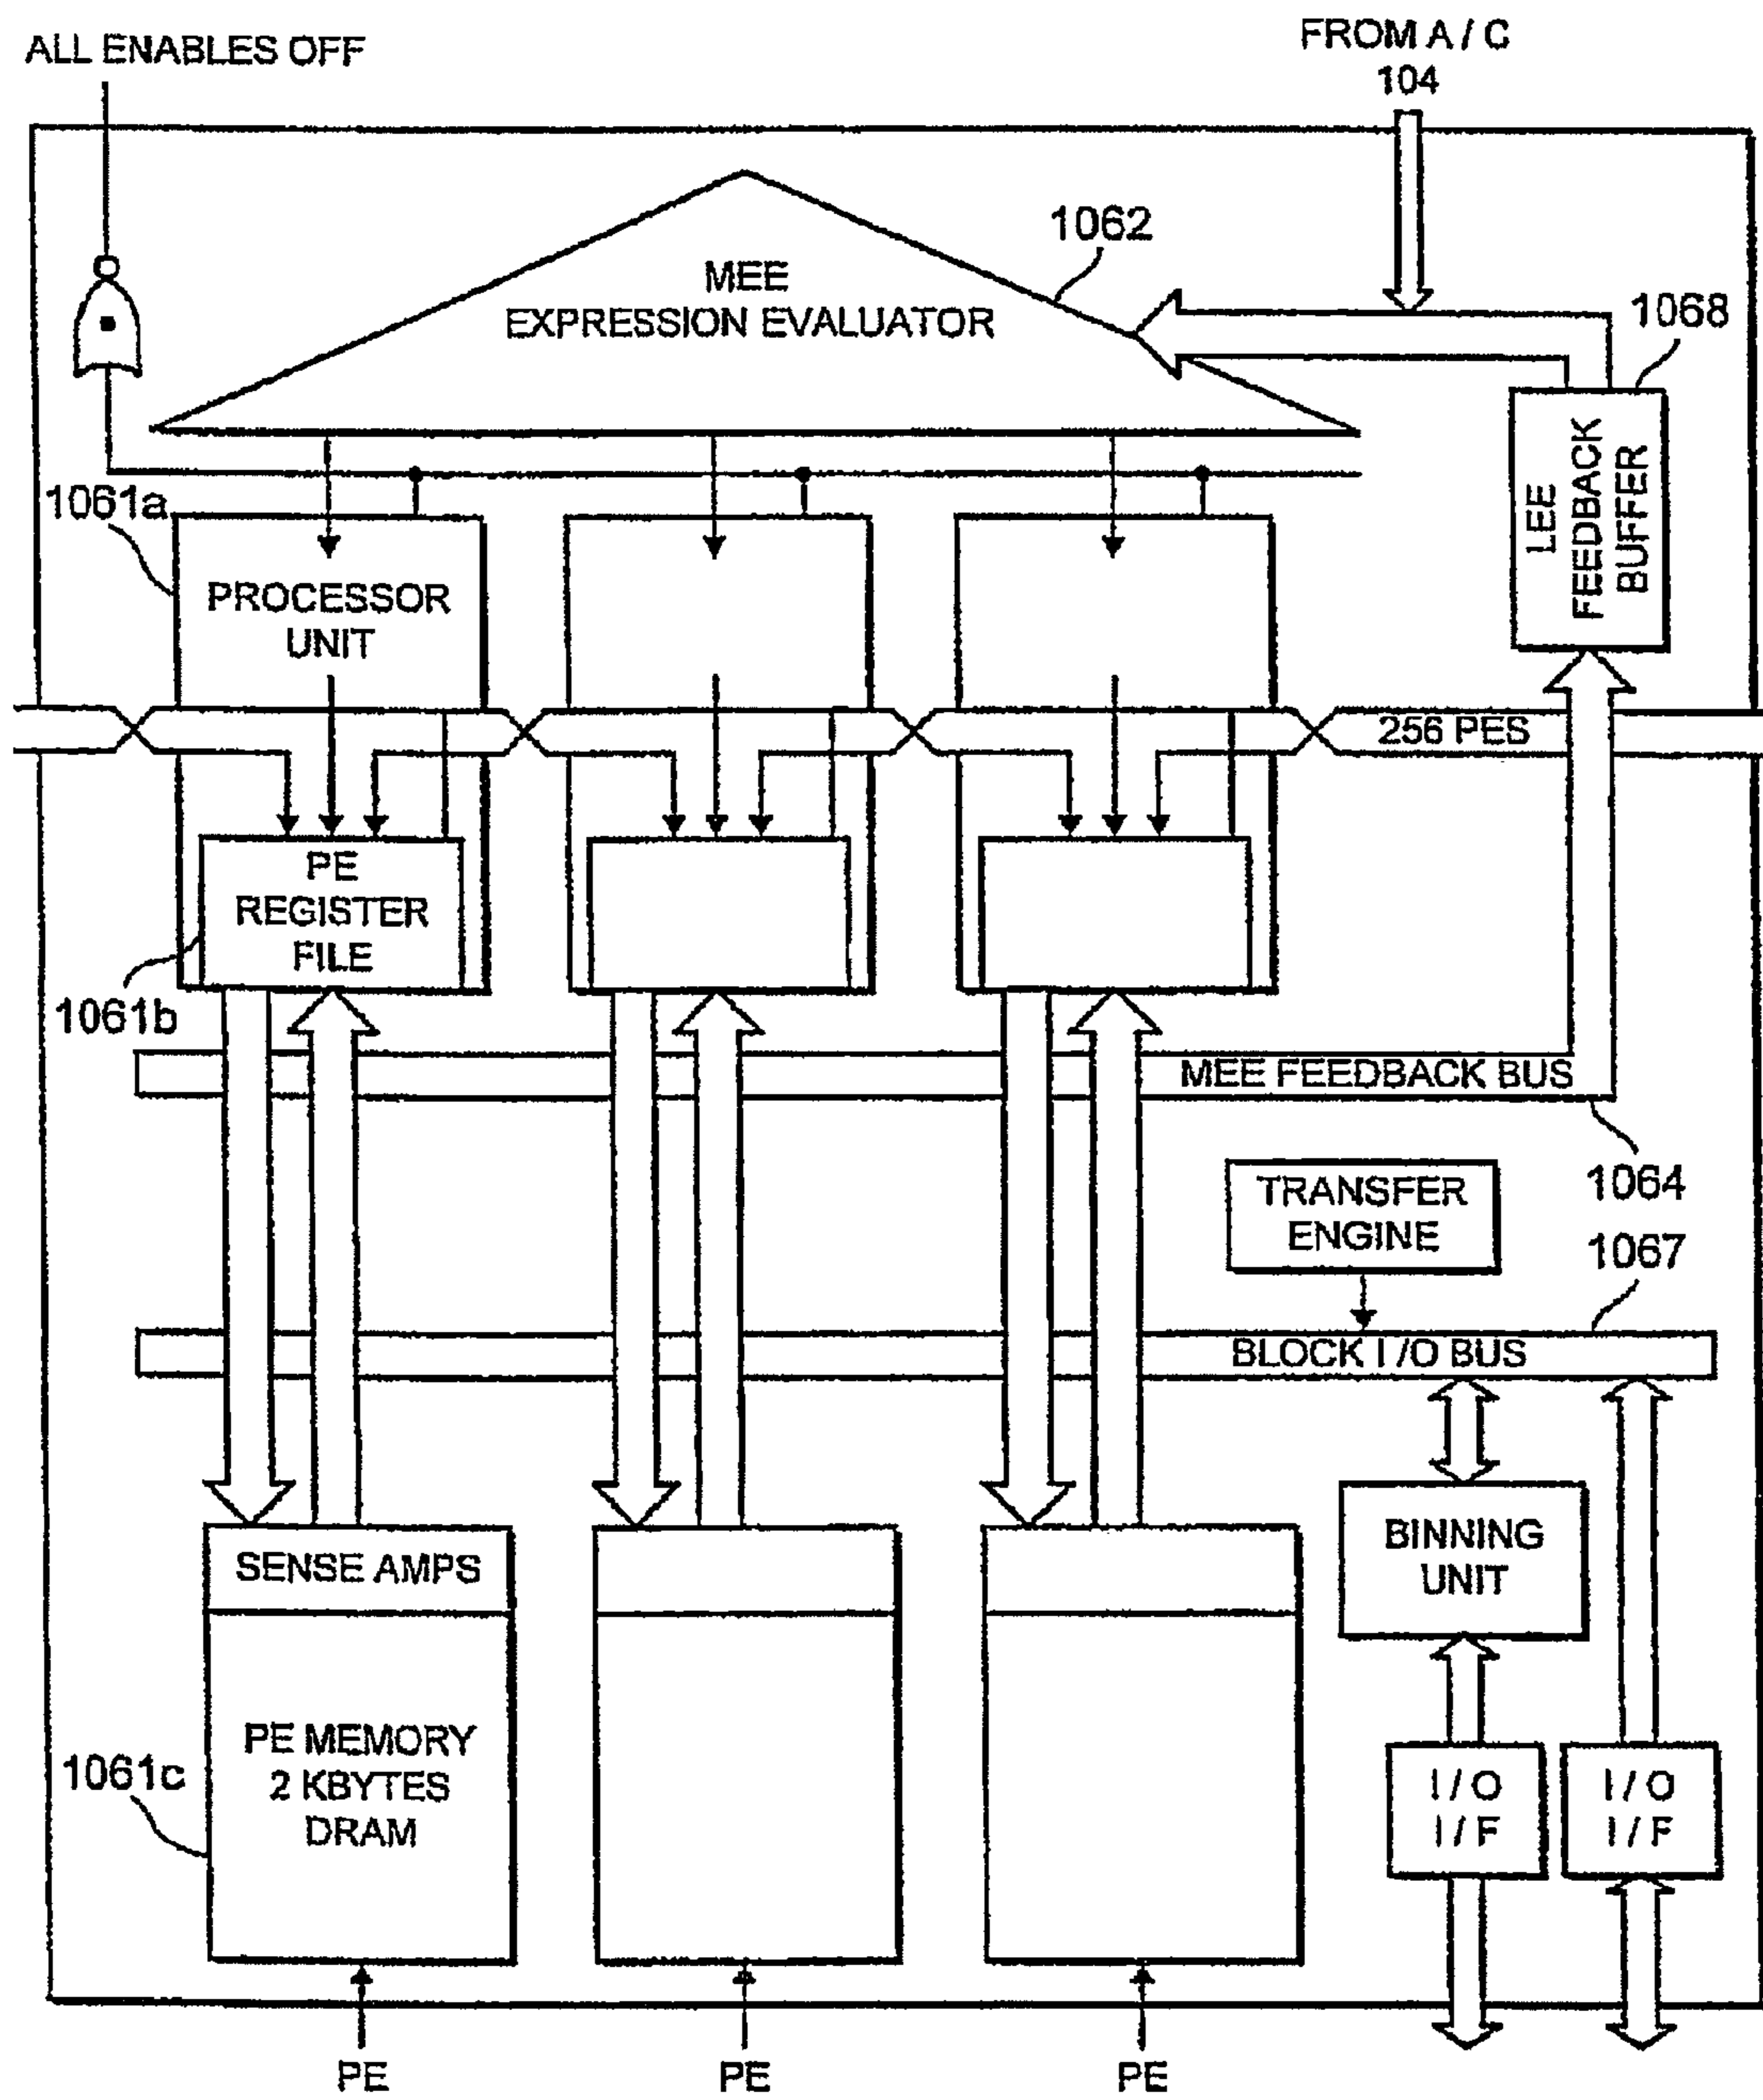 ALL ENABLES OFF
FROM A / C
104
1062
MEE
EXPRESSION EVALUATOR
1068
LEE
FEEDBACK
BUFFER
1061a
PROCESSOR
UNIT
256 PES
PE
REGISTER
FILE
1061b
MEE FEEDBACK BUS
1064
TRANSFER
ENGINE
1067
BLOCK I / O BUS
SENSE AMPS
BINNING
UNIT
PE MEMORY
2 KBYTES
DRAM
1061c
I / O
I / F
I / O
I / F
PE
PE
PE